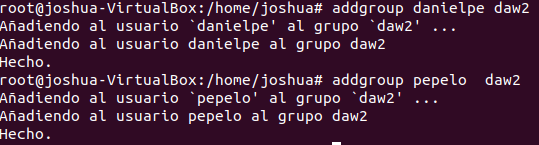 root@joshua-VirtualBox:/home/joshua# addgroup danielpe daw2
Añadiendo al usuario `danielpe' al grupo `daw2' ...
Añadiendo al usuario danielpe al grupo daw2
Hecho.
root@joshua-VirtualBox:/home/joshua# addgroup pepelo  daw2
Añadiendo al usuario `pepelo' al grupo `daw2' ...
Añadiendo al usuario pepelo al grupo daw2
Hecho.